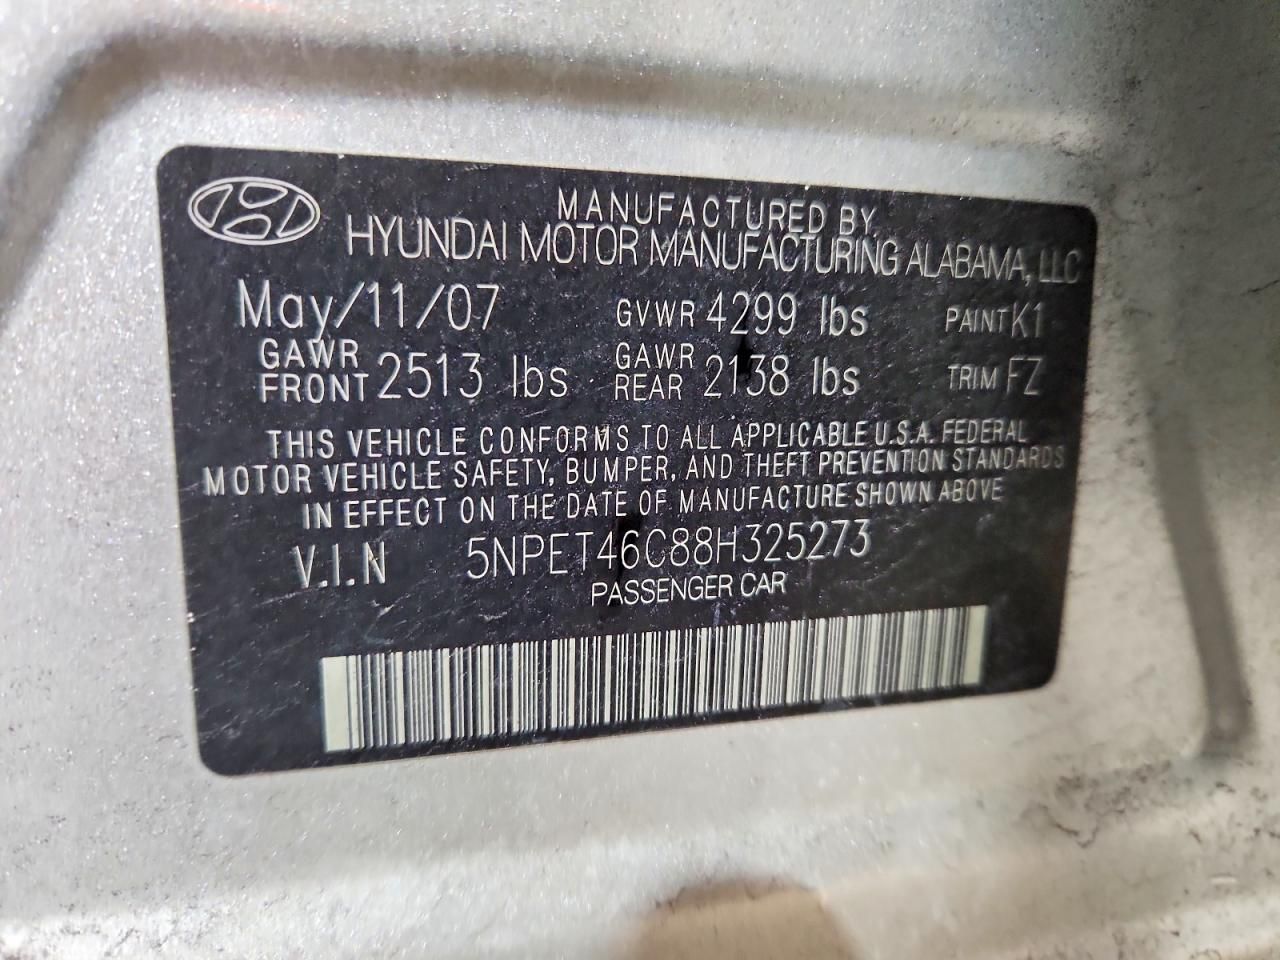 MANUFACTURED BY
HYUNDAI MOTOR MANUFACTURING ALABAMA, LLC
May/11/07 GVWR 4299 lbs PAINT K1
GAWR FRONT 2513 lbs GAWR REAR 2138 lbs TRIM FZ
THIS VEHICLE CONFORMS TO ALL APPLICABLE U.S.A. FEDERAL
MOTOR VEHICLE SAFETY, BUMPER, AND THEFT PREVENTION STANDARDS
IN EFFECT ON THE DATE OF MANUFACTURE SHOWN ABOVE
V.I.N 5NPET46C88H325273
PASSENGER CAR